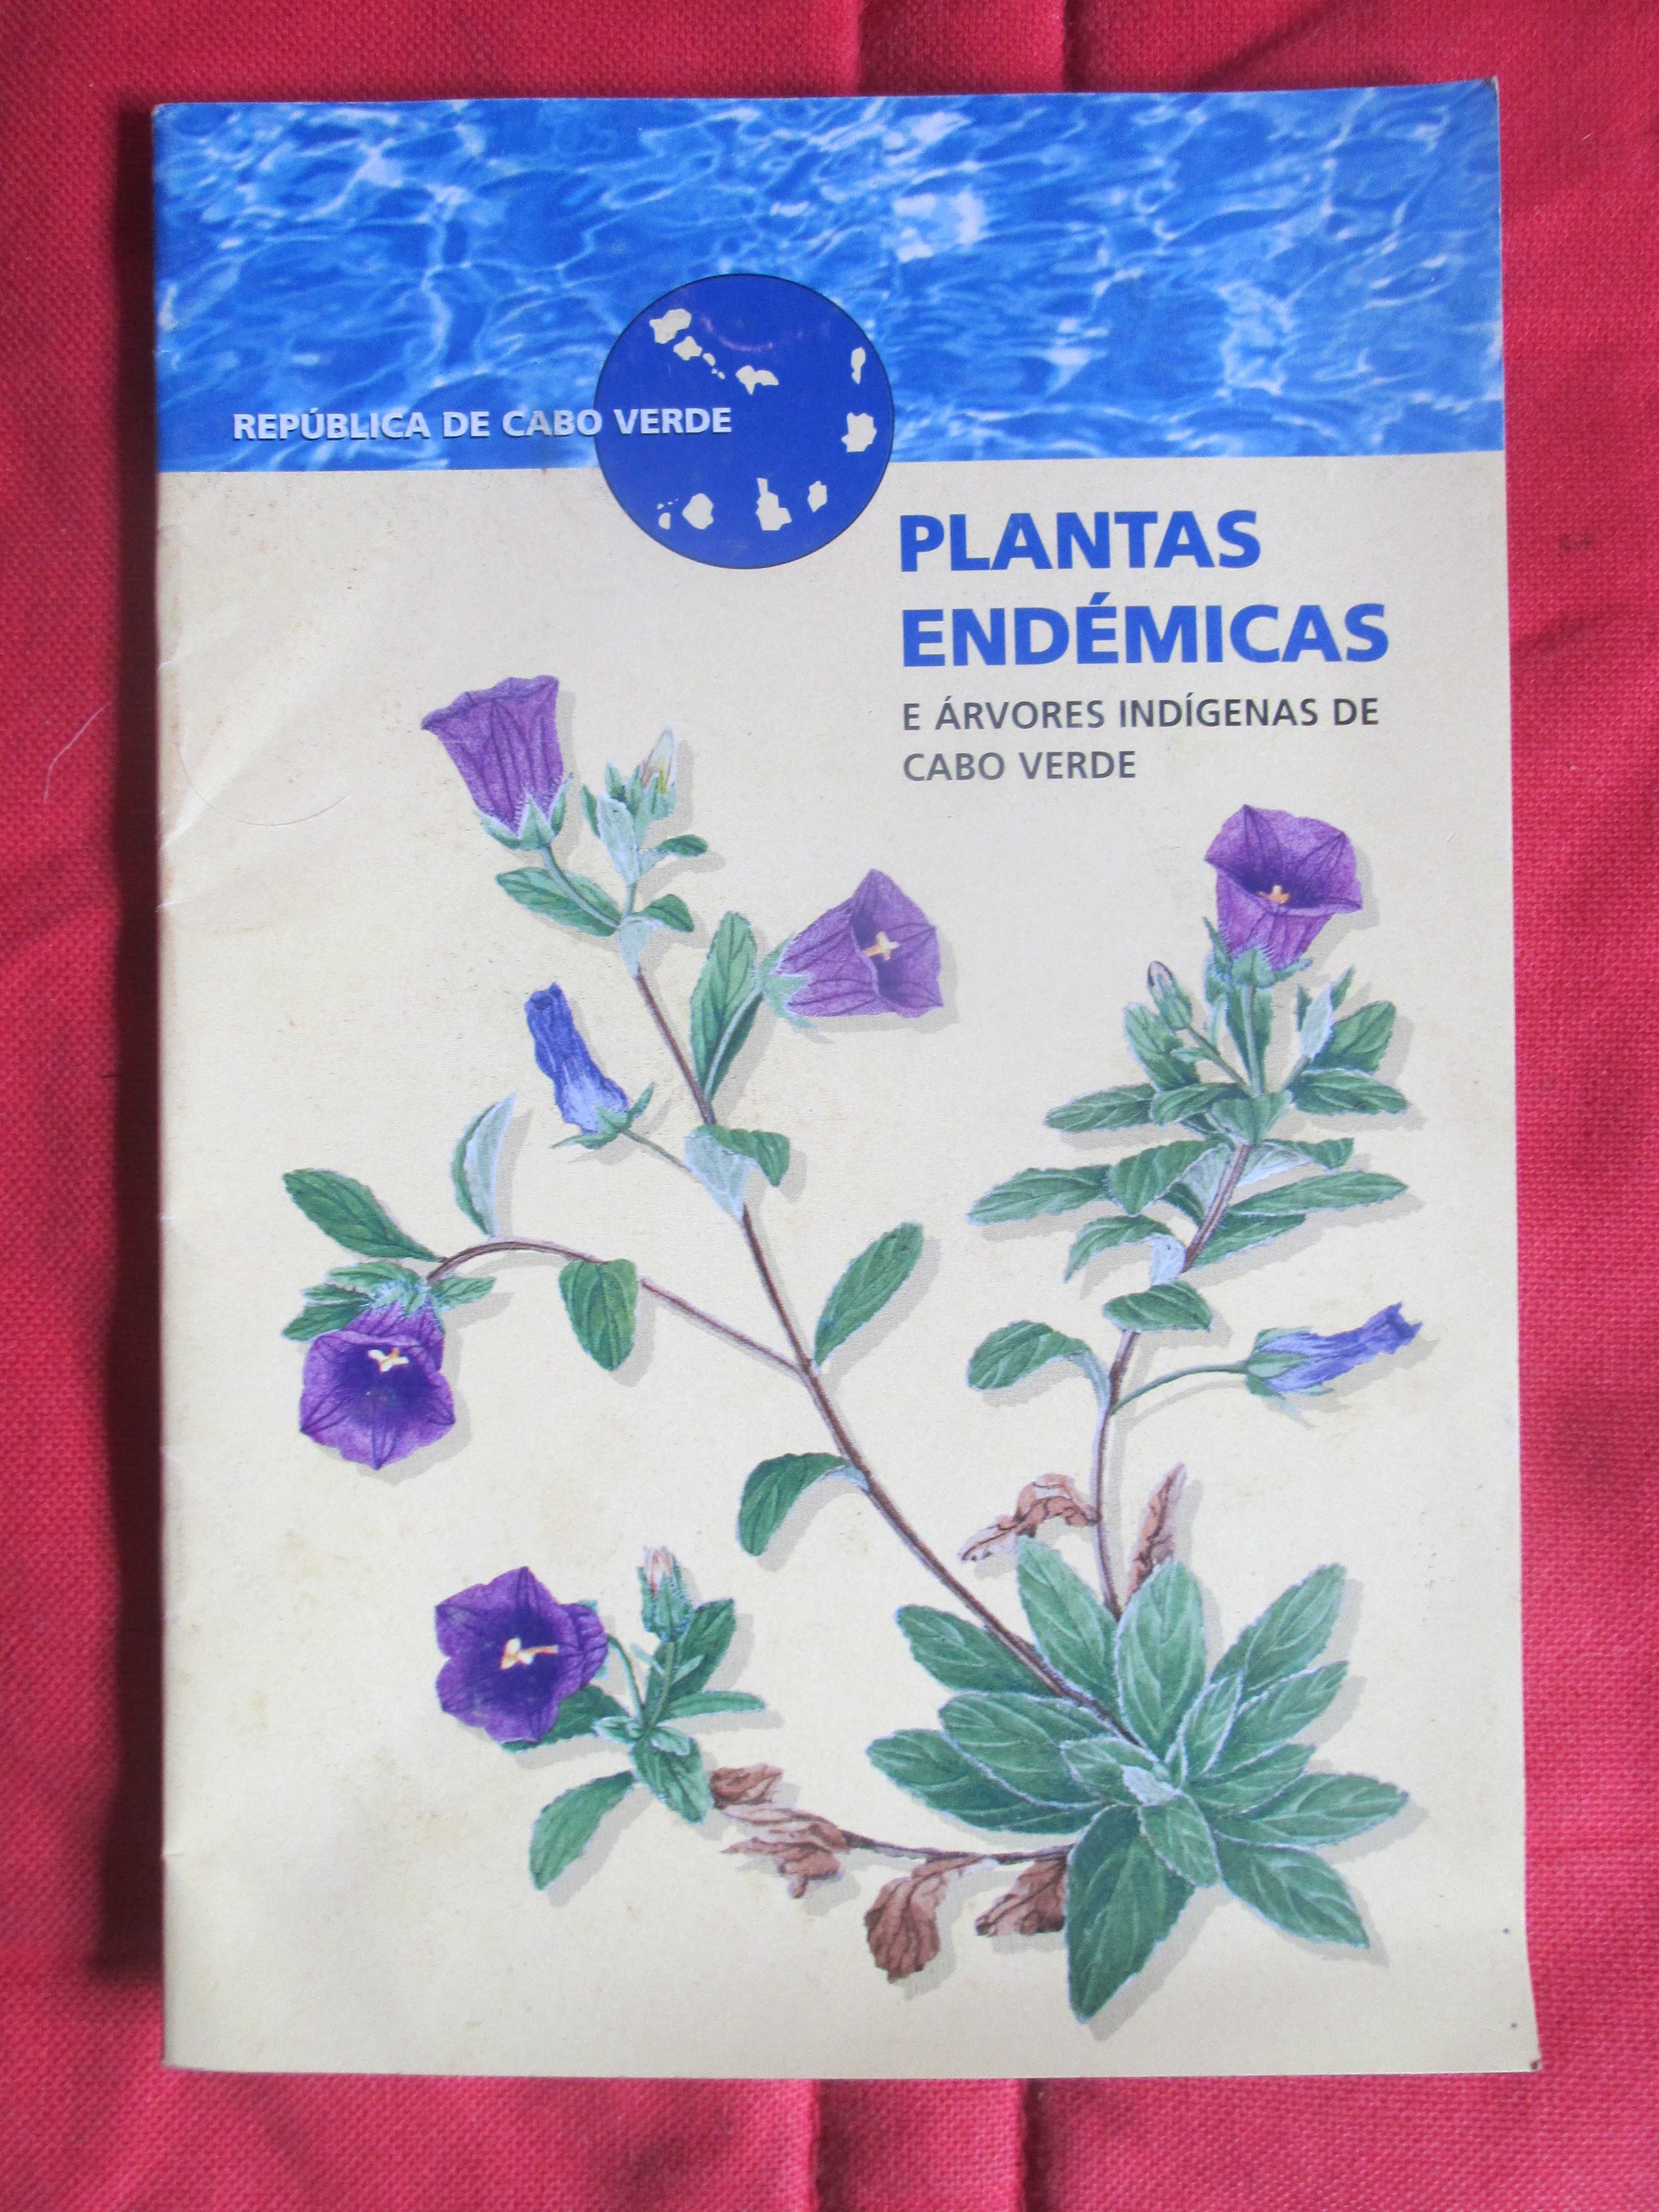 REPÚBLICA DE CABO VERDE
PLANTAS
ENDÉMICAS
E ÁRVORES INDÍGENAS DE
CABO VERDE